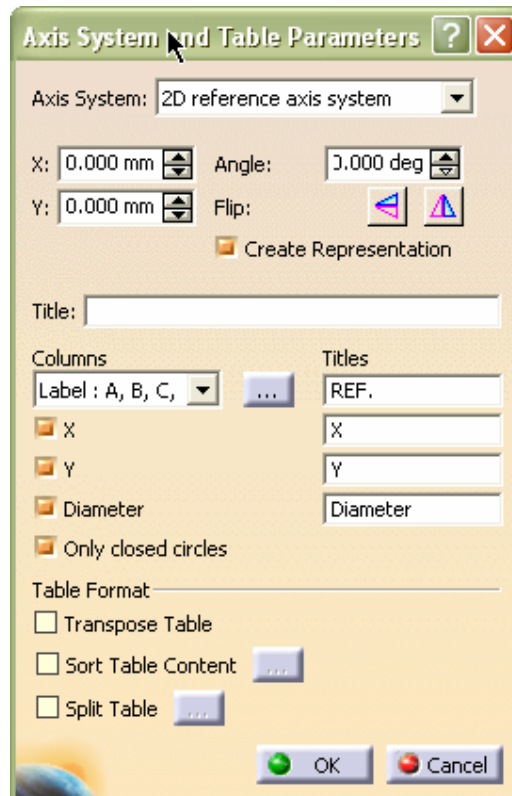 Axis System and Table Parameters ?
Axis System: 2D reference axis system
X: 0.000 mm Angle: 0.000 deg
Y: 0.000 mm Flip:
Create Representation
Title:
Columns Titles
Label : A, B, C, ... REF.
X X
Y Y
Diameter Diameter
Only closed circles
Table Format
Transpose Table
Sort Table Content ...
Split Table ...
OK Cancel